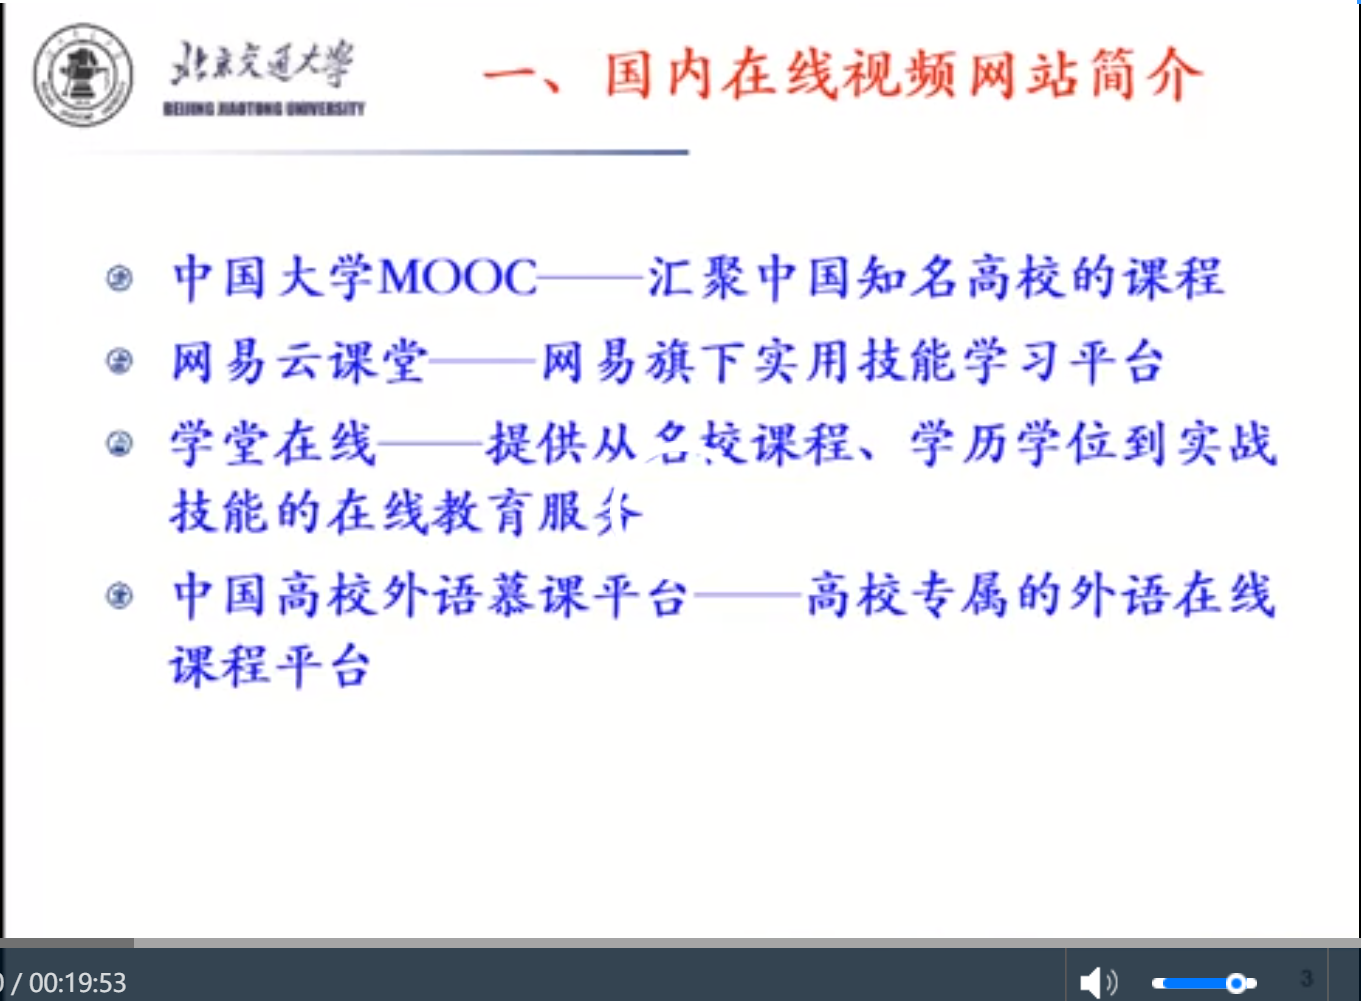 北京交通大学
BEIJING JIAOTONG UNIVERSITY
一、国内在线视频网站简介
中国大学MOOC——汇聚中国知名高校的课程
网易云课堂——网易旗下实用技能学习平台
学堂在线——提供从名校课程、学历学位到实战
技能的在线教育服务
中国高校外语慕课平台——高校专属的外语在线
课程平台
/ 00:19:53
3